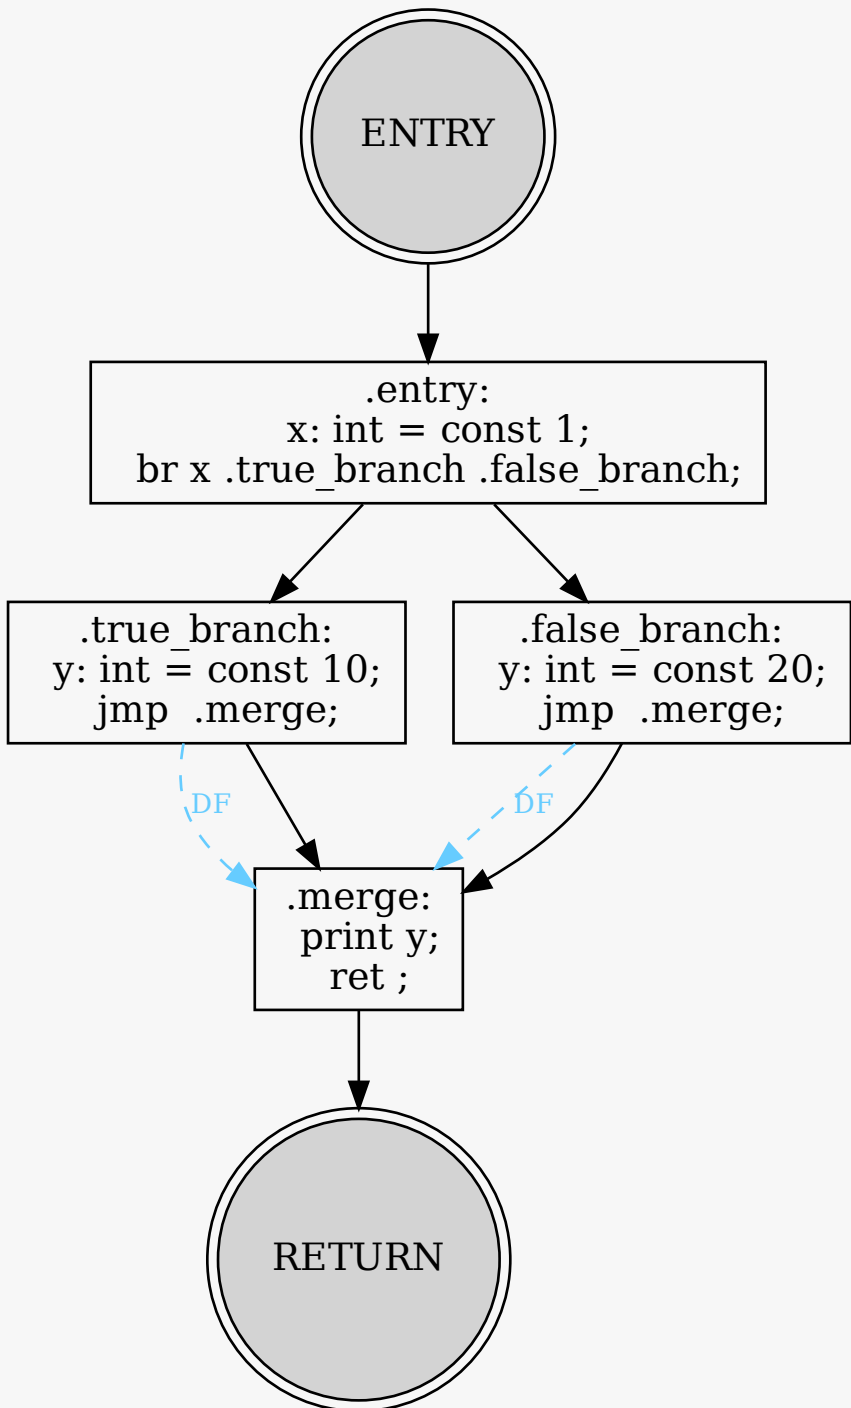 ENTRY
.entry:
x: int = const 1;
br x .true_branch .false_branch;
.true_branch:
y: int = const 10;
jmp  .merge;
.false_branch:
y: int = const 20;
jmp  .merge;
DF
DF
.merge:
print y;
ret ;
RETURN